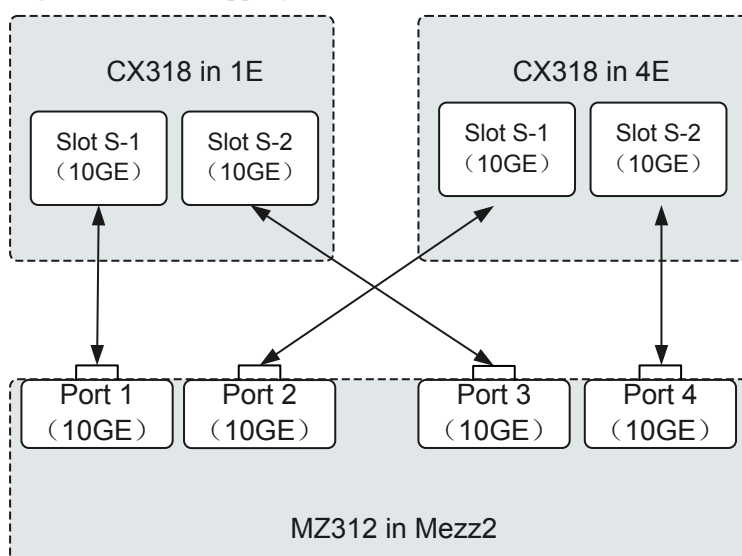 CX318 in 1E
CX318 in 4E
Slot S-1
（10GE）
Slot S-2
（10GE）
Slot S-1
（10GE）
Slot S-2
（10GE）
Port 1
（10GE）
Port 2
（10GE）
Port 3
（10GE）
Port 4
（10GE）
MZ312 in Mezz2